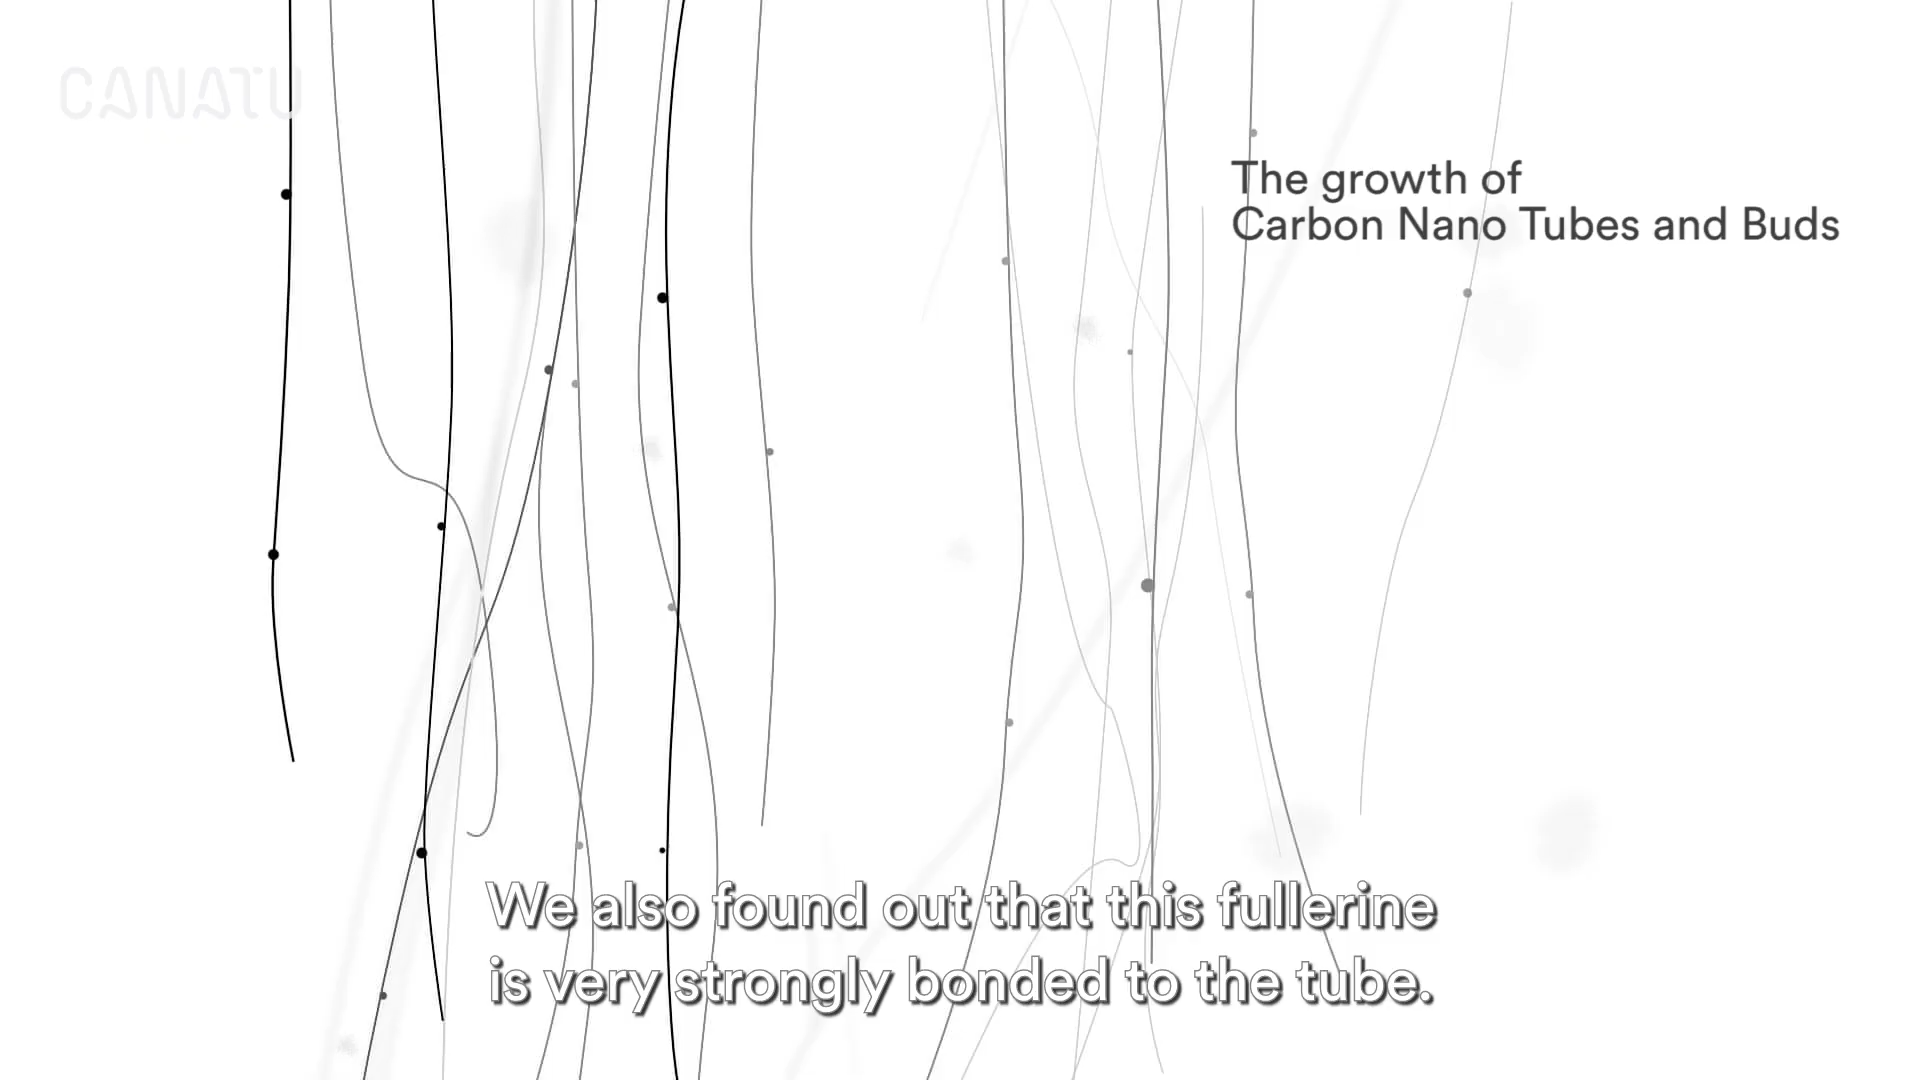 CANATU
The growth of
Carbon Nano Tubes and Buds
We also found out that this fullerine
is very strongly bonded to the tube.